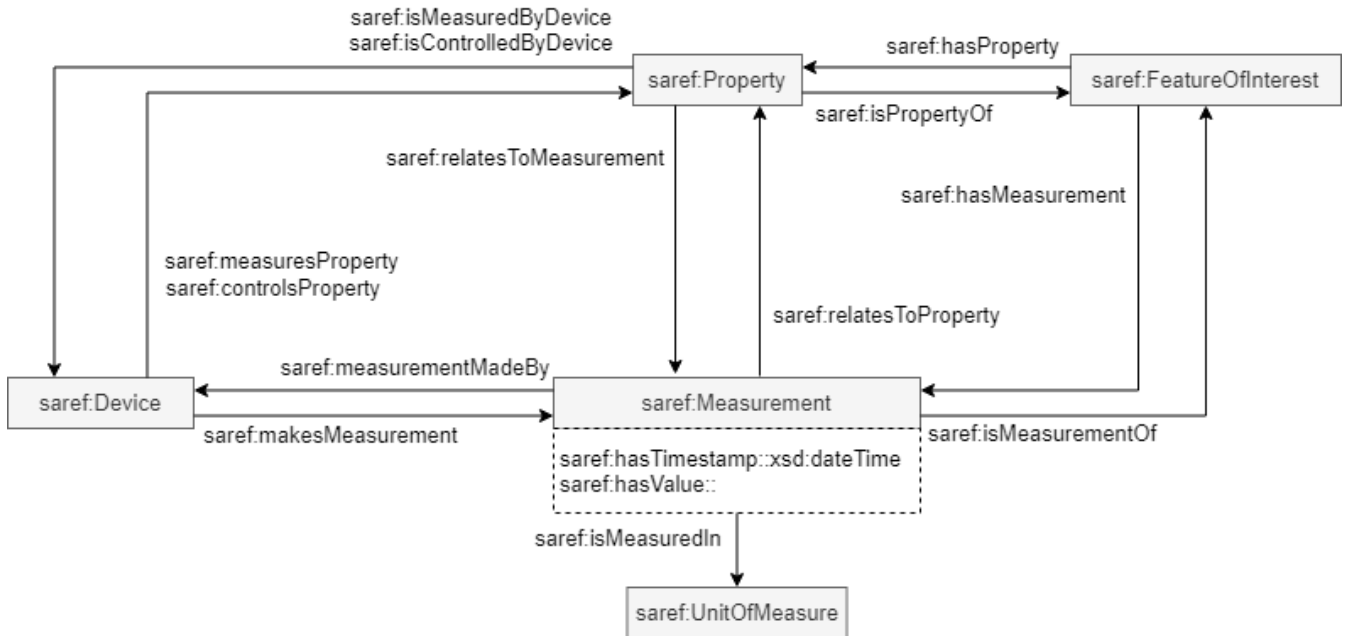 saref:isMeasuredByDevice
saref:isControlledByDevice
saref:hasProperty
saref:Property
saref:FeatureOfInterest
saref:isPropertyOf
saref:relatesToMeasurement
saref:hasMeasurement
saref:measuresProperty
saref:controlsProperty
saref:relatesToProperty
saref:measurementMadeBy
saref:Device
saref:Measurement
saref:makesMeasurement
saref:isMeasurementOf
saref:hasTimestamp::xsd:dateTime
saref:hasValue::
saref:isMeasuredIn
saref:UnitOfMeasure